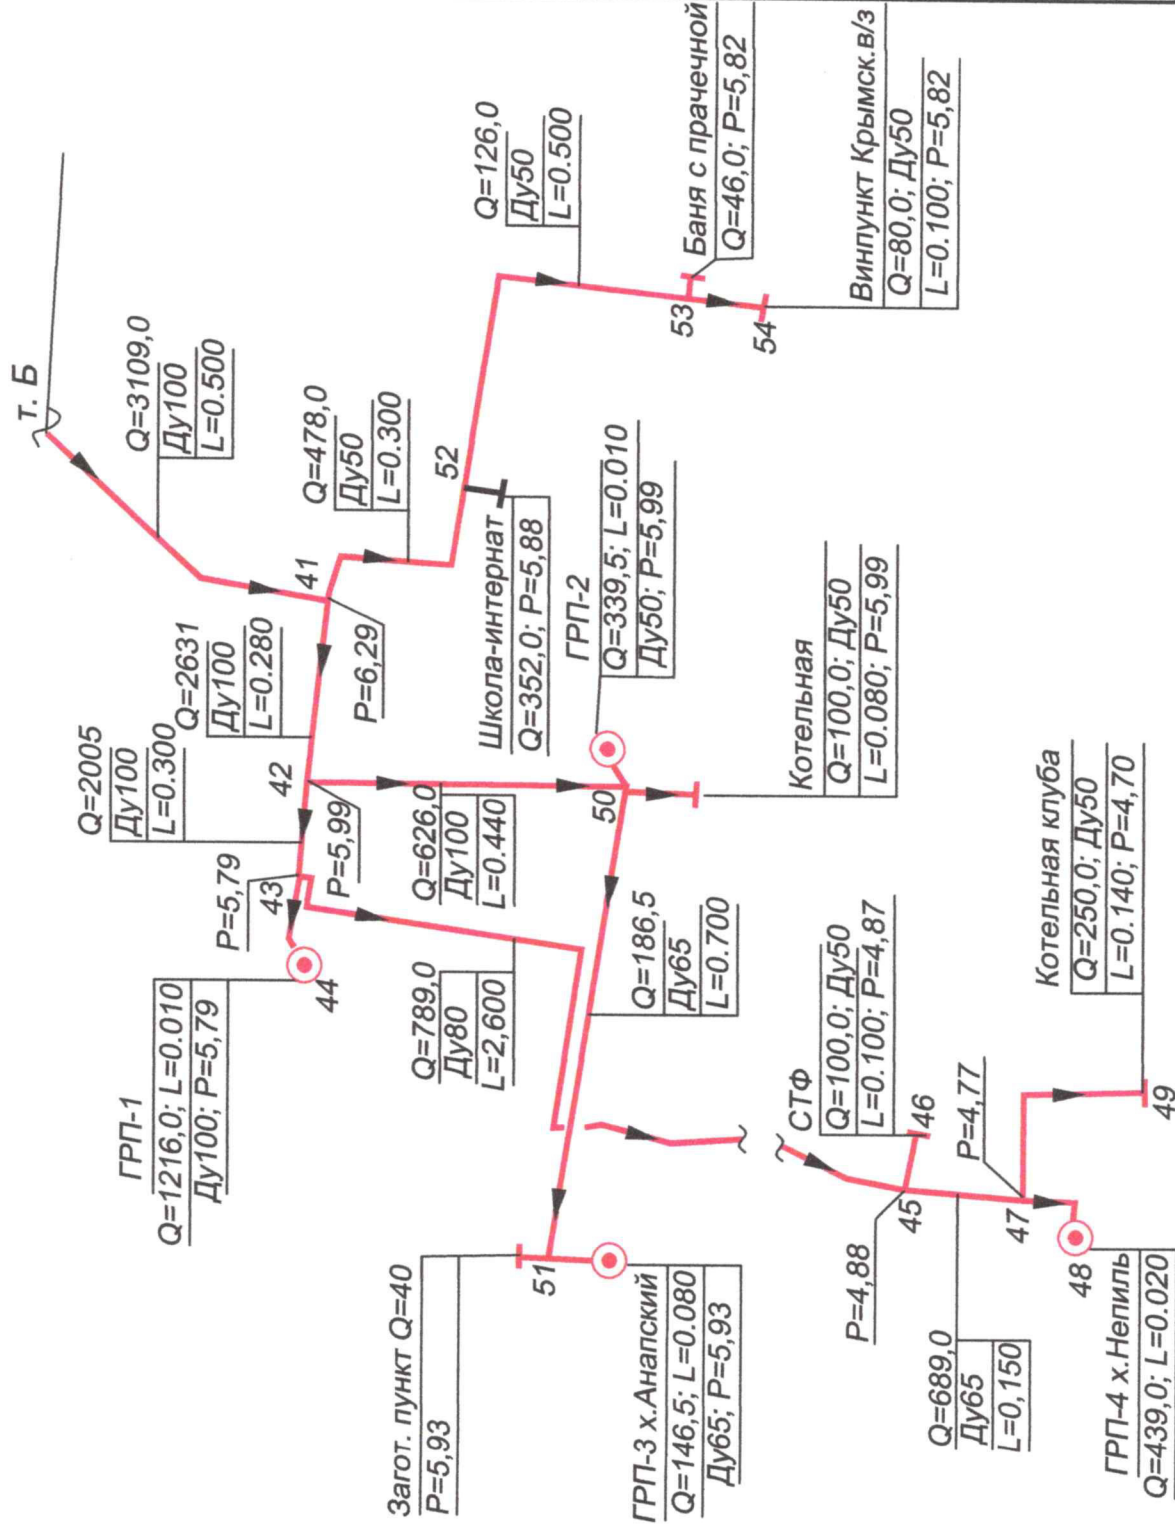 т. Б
Q=3109,0
Ду100
L=0.500
Q=126,0
Ду50
L=0.500
Баня с прачечной
Q=46,0; P=5,82
Винпункт Крымск.в/з
Q=80,0; Ду50
L=0.100; P=5,82
53
54
Q=478,0
Ду50
L=0.300
52
41
P=6,29
Школа-интернат
Q=352,0; P=5,88
Q=2631
Ду100
L=0.280
Q=2005
Ду100
L=0.300
42
P=5,99
43
P=5,79
ГРП-1
Q=1216,0; L=0.010
Ду100; P=5,79
44
ГРП-2
Q=339,5; L=0.010
Ду50; P=5,99
Q=626,0
Ду100
L=0.440
50
Котельная
Q=100,0; Ду50
L=0.080; P=5,99
Q=789,0
Ду80
L=2,600
Q=186,5
Ду65
L=0.700
Загот. пункт Q=40
P=5,93
51
ГРП-3 х.Анапский
Q=146,5; L=0.080
Ду65; P=5,93
СТФ
Q=100,0; Ду50
L=0.100; P=4,87
46
45
P=4,88
P=4,77
47
Котельная клуба
Q=250,0; Ду50
L=0.140; P=4,70
49
Q=689,0
Ду65
L=0,150
48
ГРП-4 х.Непиль
Q=439,0; L=0.020